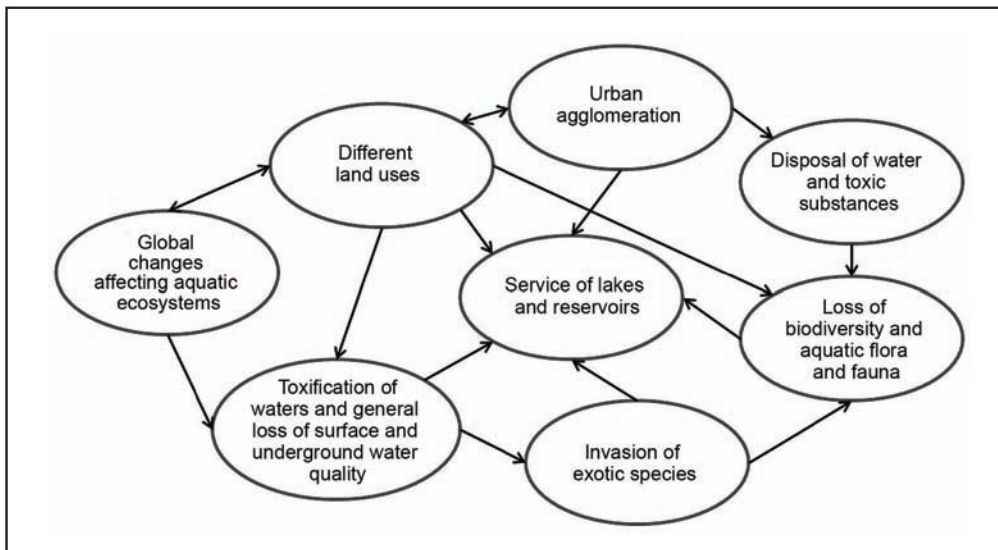 Urban
agglomeration
Different
land uses
Disposal of water
and toxic
substances
Global
changes
affecting aquatic
ecosystems
Service of lakes
and reservoirs
Loss of
biodiversity and
aquatic flora
and fauna
Toxification of
waters and general
loss of surface and
underground water
quality
Invasion of
exotic species